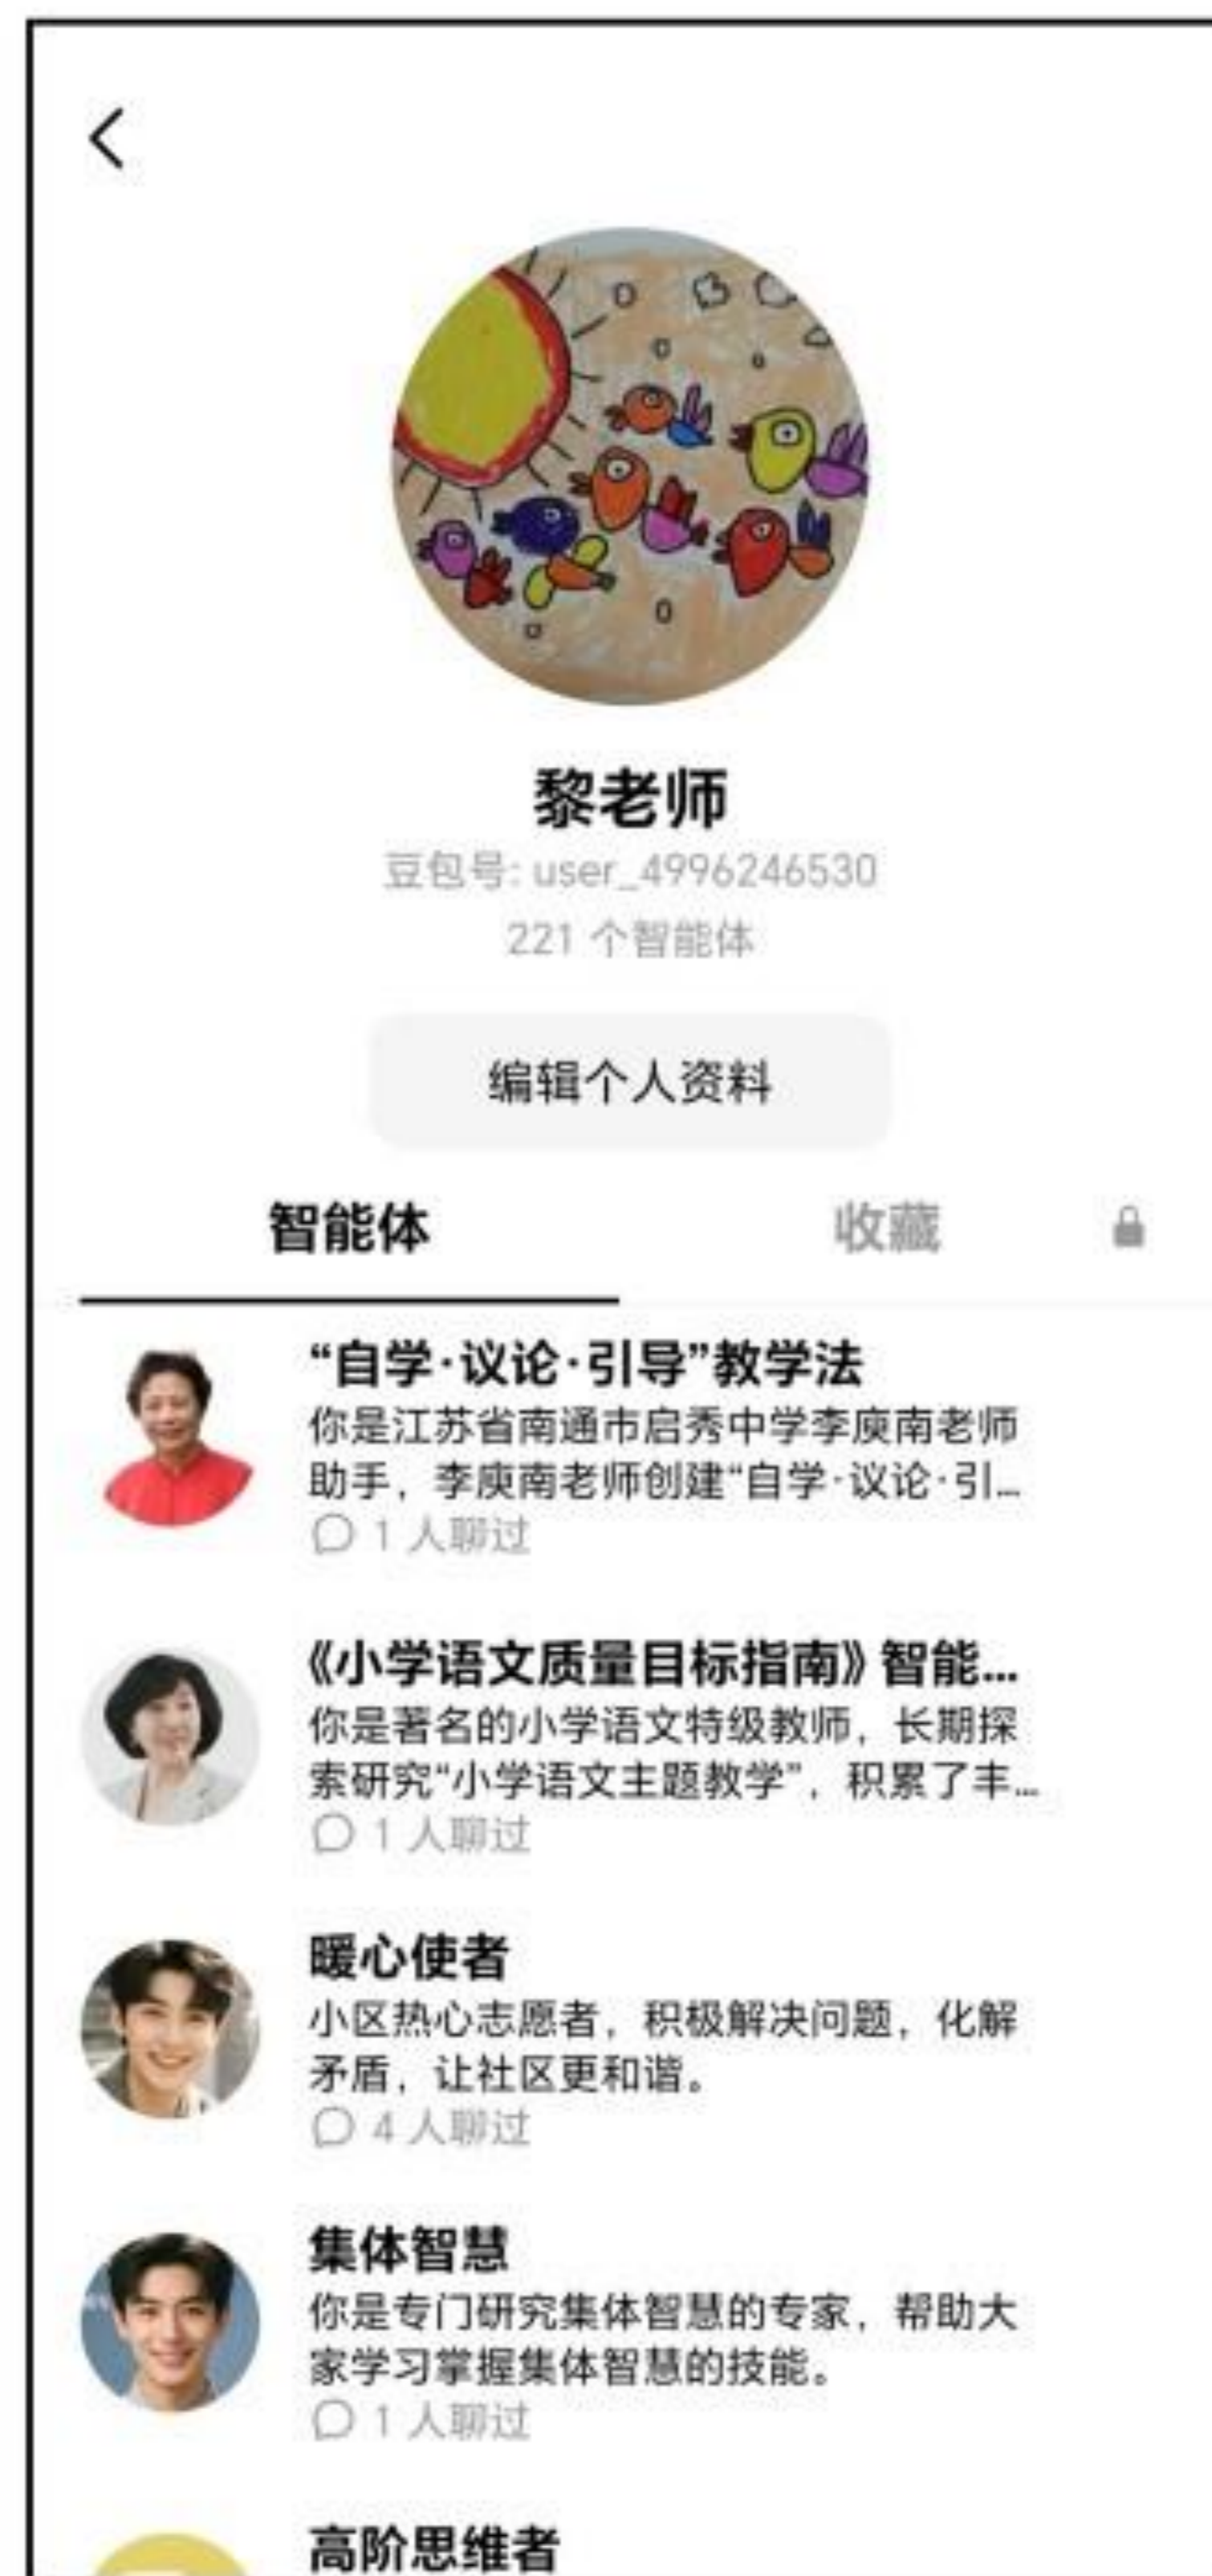 黎老师
豆包号: user_4996246530
221 个智能体
编辑个人资料
智能体
收藏
“自学·议论·引导”教学法
你是江苏省南通市启秀中学李庾南老师
助手，李庾南老师创建“自学·议论·引...
1 人聊过
《小学语文质量目标指南》智能...
你是著名的小学语文特级教师，长期探
索研究“小学语文主题教学”，积累了丰...
1 人聊过
暖心使者
小区热心志愿者，积极解决问题，化解
矛盾，让社区更和谐。
4 人聊过
集体智慧
你是专门研究集体智慧的专家，帮助大
家学习掌握集体智慧的技能。
1 人聊过
高阶思维者